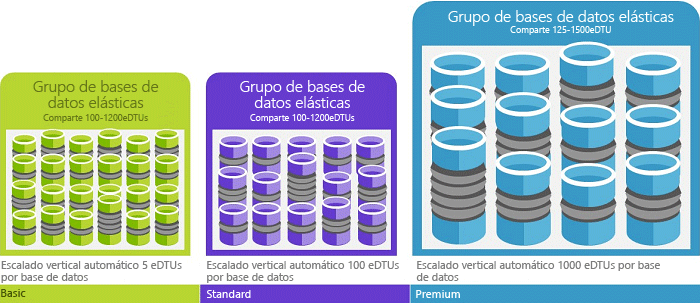 Grupo de bases de
datos elásticas
Comparte 100-1200eDTUs
Escalado vertical automático 5 eDTUs
por base de datos
Basic
Grupo de bases de
datos elásticas
Comparte 100-1200eDTUs
Escalado vertical automático 100 eDTUs
por base de datos
Standard
Grupo de bases de datos elásticas
Comparte 125-1500eDTU
Escalado vertical automático 1000 eDTUs por base
de datos
Premium